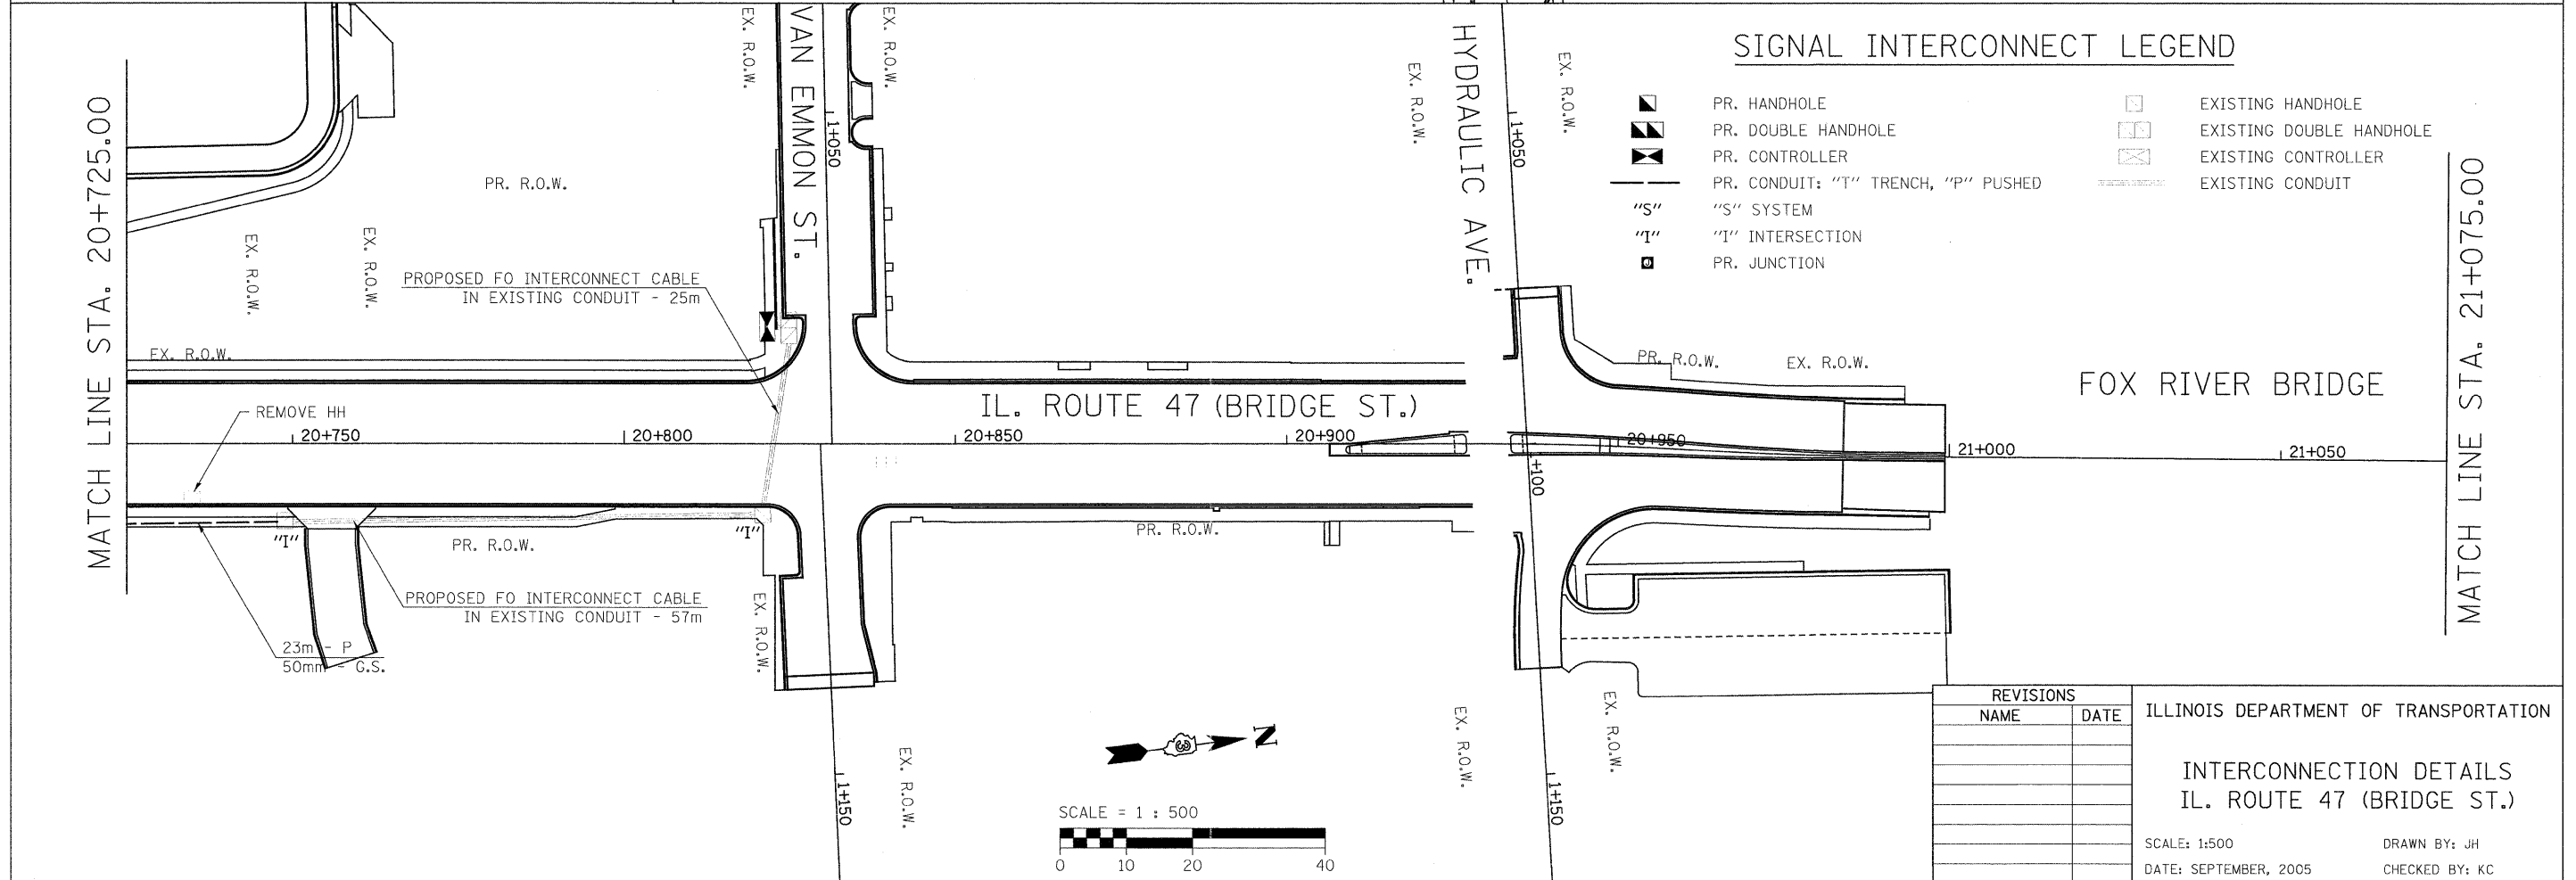 MATCH LINE STA. 20+725.00
EX. R.O.W.
VAN EMMON ST.
EX. R.O.W.
1+050
PR. R.O.W.
EX. R.O.W.
EX. R.O.W.
PROPOSED FO INTERCONNECT CABLE
IN EXISTING CONDUIT - 25m
EX. R.O.W.
REMOVE HH
20+750
20+800
IL. ROUTE 47 (BRIDGE ST.)
20+850
20+900
20+950
21+000
21+050
"I"
PR. R.O.W.
"I"
PROPOSED FO INTERCONNECT CABLE
IN EXISTING CONDUIT - 57m
23m - P
50mm - G.S.
EX. R.O.W.
1+150
EX. R.O.W.
PR. R.O.W.
EX. R.O.W.
HYDRAULIC AVE.
1+050
EX. R.O.W.
+100
PR. R.O.W.
EX. R.O.W.
FOX RIVER BRIDGE
EX. R.O.W.
1+150
EX. R.O.W.
MATCH LINE STA. 21+075.00
SIGNAL INTERCONNECT LEGEND
PR. HANDHOLE
PR. DOUBLE HANDHOLE
PR. CONTROLLER
PR. CONDUIT: "T" TRENCH, "P" PUSHED
"S" "S" SYSTEM
"I" "I" INTERSECTION
PR. JUNCTION
EXISTING HANDHOLE
EXISTING DOUBLE HANDHOLE
EXISTING CONTROLLER
EXISTING CONDUIT
N
SCALE = 1 : 500
0 10 20 40
REVISIONS
NAME DATE
ILLINOIS DEPARTMENT OF TRANSPORTATION
INTERCONNECTION DETAILS
IL. ROUTE 47 (BRIDGE ST.)
SCALE: 1:500 DRAWN BY: JH
DATE: SEPTEMBER, 2005 CHECKED BY: KC